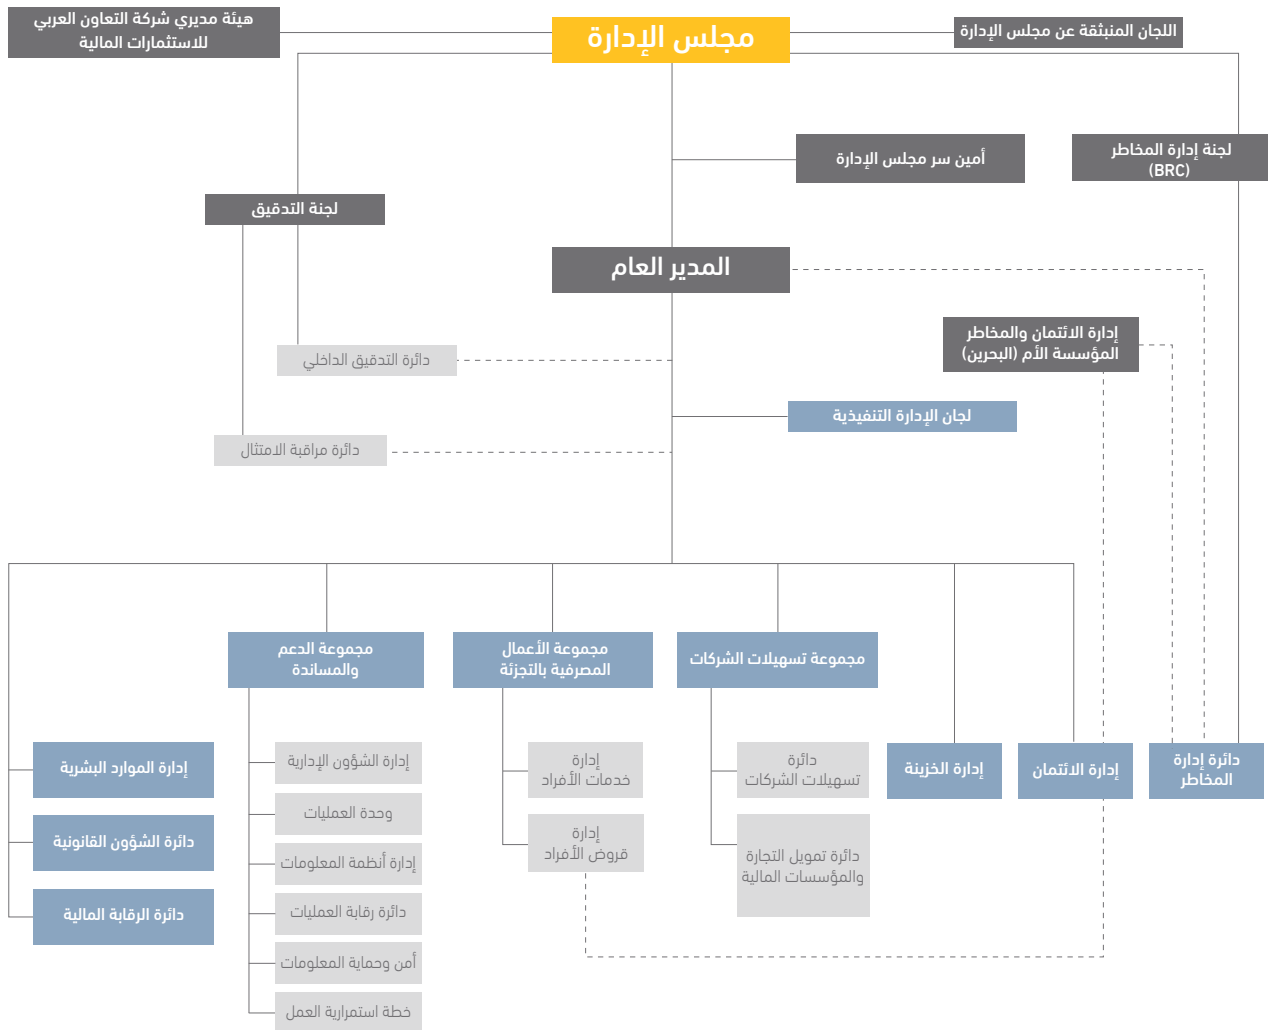 اللجان المنبثقة عن مجلس الإدارة
مجلس الإدارة
هيئة مديري شركة التعاون العربي
للاستثمارات المالية
لجنة إدارة المخاطر
(BRC)
أمين سر مجلس الإدارة
لجنة التدقيق
المدير العام
إدارة الائتمان والمخاطر
المؤسسة الأم (البحرين)
دائرة التدقيق الداخلي
لجان الإدارة التنفيذية
دائرة مراقبة الامتثال
مجموعة تسهيلات الشركات
مجموعة الأعمال
المصرفية بالتجزئة
مجموعة الدعم
والمساندة
دائرة إدارة
المخاطر
إدارة الائتمان
إدارة الخزينة
دائرة
تسهيلات الشركات
دائرة تمويل التجارة
والمؤسسات المالية
إدارة
خدمات الأفراد
إدارة
قروض الأفراد
إدارة الشؤون الإدارية
وحدة العمليات
إدارة أنظمة المعلومات
دائرة رقابة العمليات
أمن وحماية المعلومات
خطة استمرارية العمل
إدارة الموارد البشرية
دائرة الشؤون القانونية
دائرة الرقابة المالية